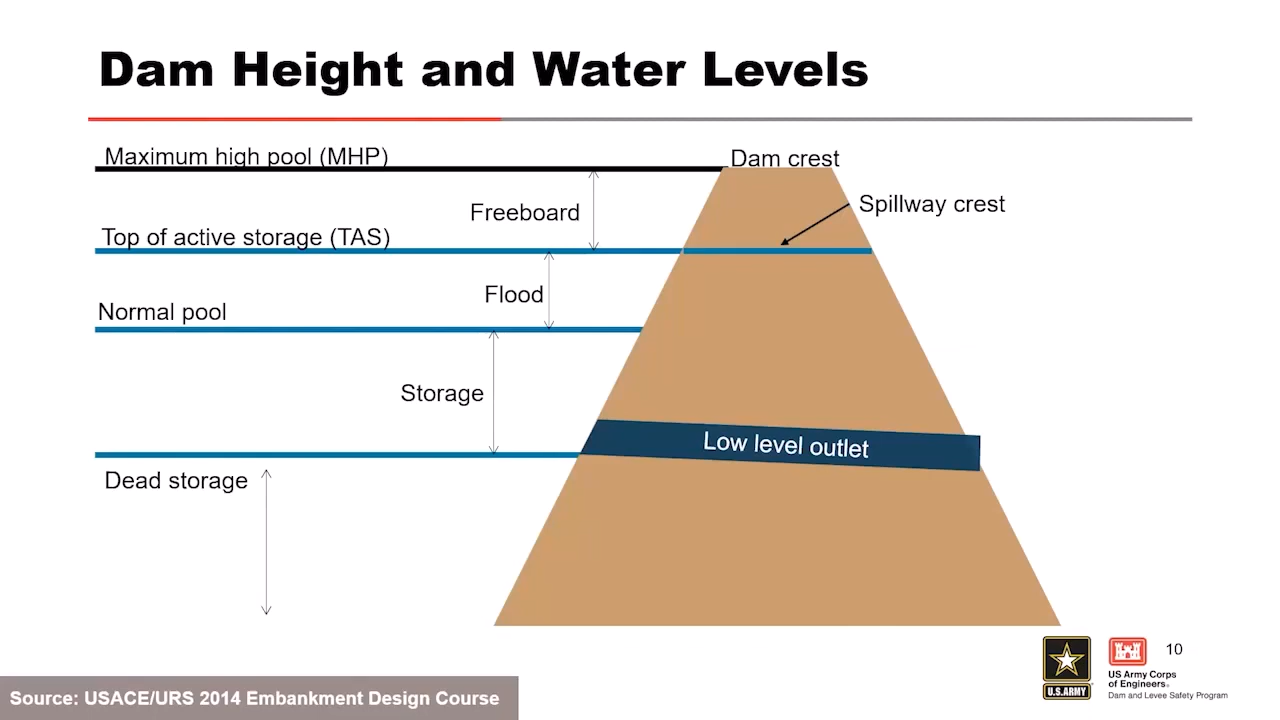 Dam Height and Water Levels
Maximum high pool (MHP)
Dam crest
Freeboard
Spillway crest
Top of active storage (TAS)
Flood
Normal pool
Storage
Low level outlet
Dead storage
10
U.S.ARMY
US Army Corps
of Engineers®
Dam and Levee Safety Program
Source: USACE/URS 2014 Embankment Design Course